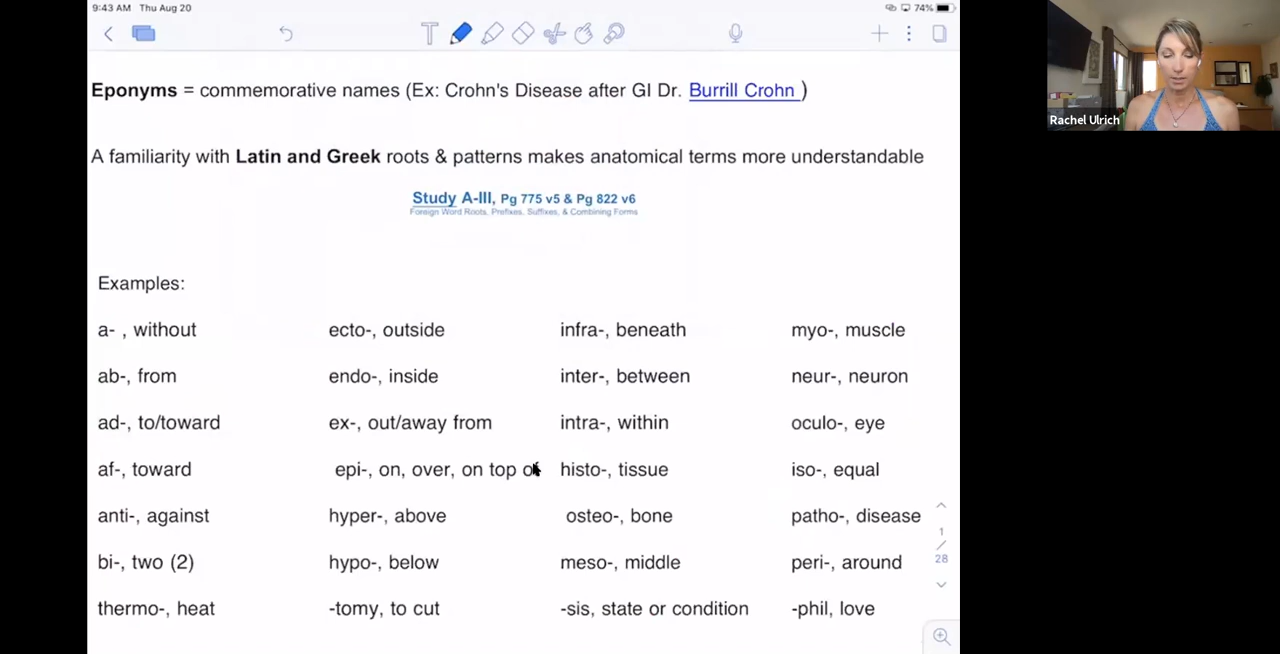 9:43 AM Thu Aug 20 74%
Eponyms = commemorative names (Ex: Crohn's Disease after GI Dr. Burrill Crohn )
Rachel Ulrich
A familiarity with Latin and Greek roots & patterns makes anatomical terms more understandable
Study A-III, Pg 775 v5 & Pg 822 v6
Foreign Word Roots, Prefixes, Suffixes, & Combining Forms
Examples:
a- , without ecto-, outside infra-, beneath myo-, muscle
ab-, from endo-, inside inter-, between neur-, neuron
ad-, to/toward ex-, out/away from intra-, within oculo-, eye
af-, toward epi-, on, over, on top of histo-, tissue iso-, equal
anti-, against hyper-, above osteo-, bone patho-, disease
bi-, two (2) hypo-, below meso-, middle peri-, around
thermo-, heat -tomy, to cut -sis, state or condition -phil, love
1
/
28